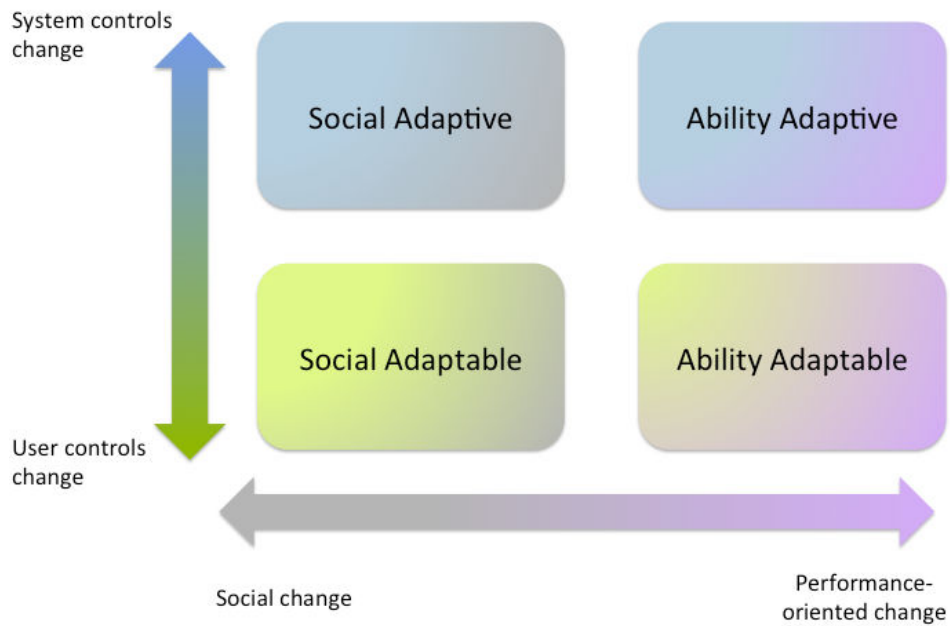 System controls
change
Social Adaptive
Ability Adaptive
Social Adaptable
Ability Adaptable
User controls
change
Social change
Performance-
oriented change